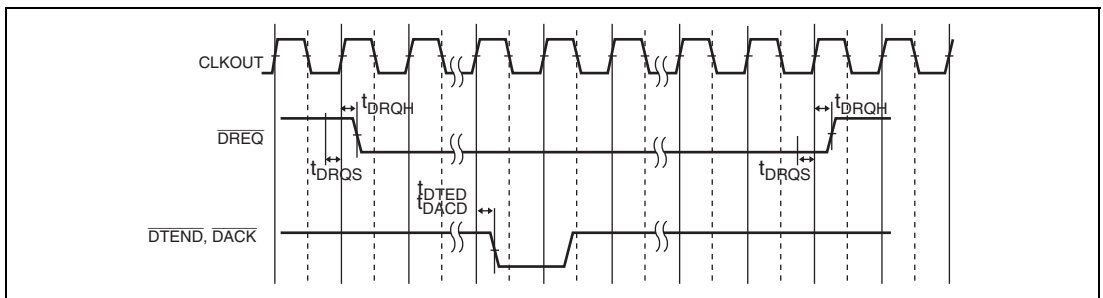 CLKOUT
tDRQH
tDRQH
DREQ
tDRQS
tDRQS
tDTED
tDACD
DTEND, DACK